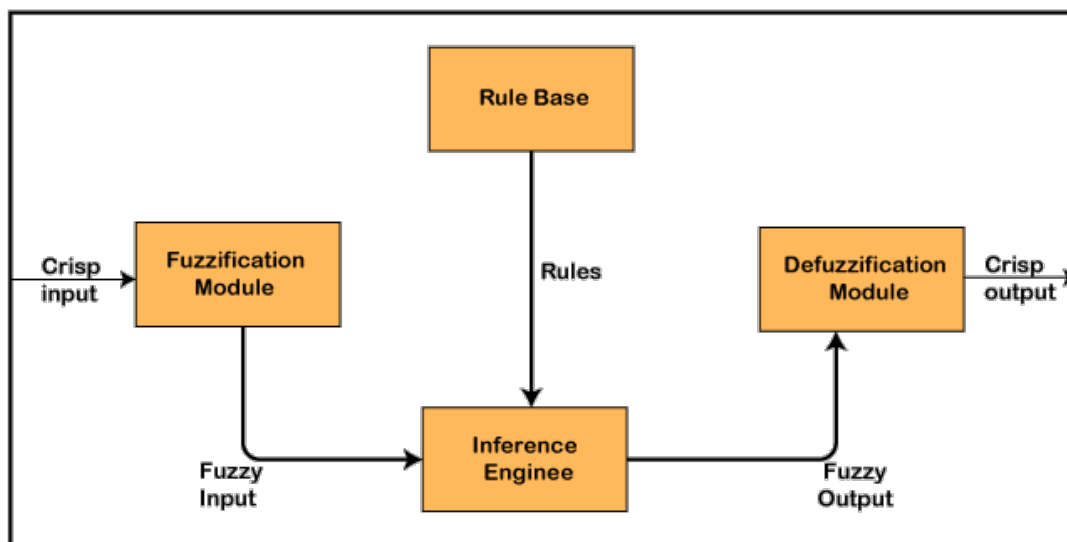 Rule Base
Crisp
input
Fuzzification
Module
Rules
Defuzzification
Module
Crisp
output
Fuzzy
Input
Inference
Enginee
Fuzzy
Output